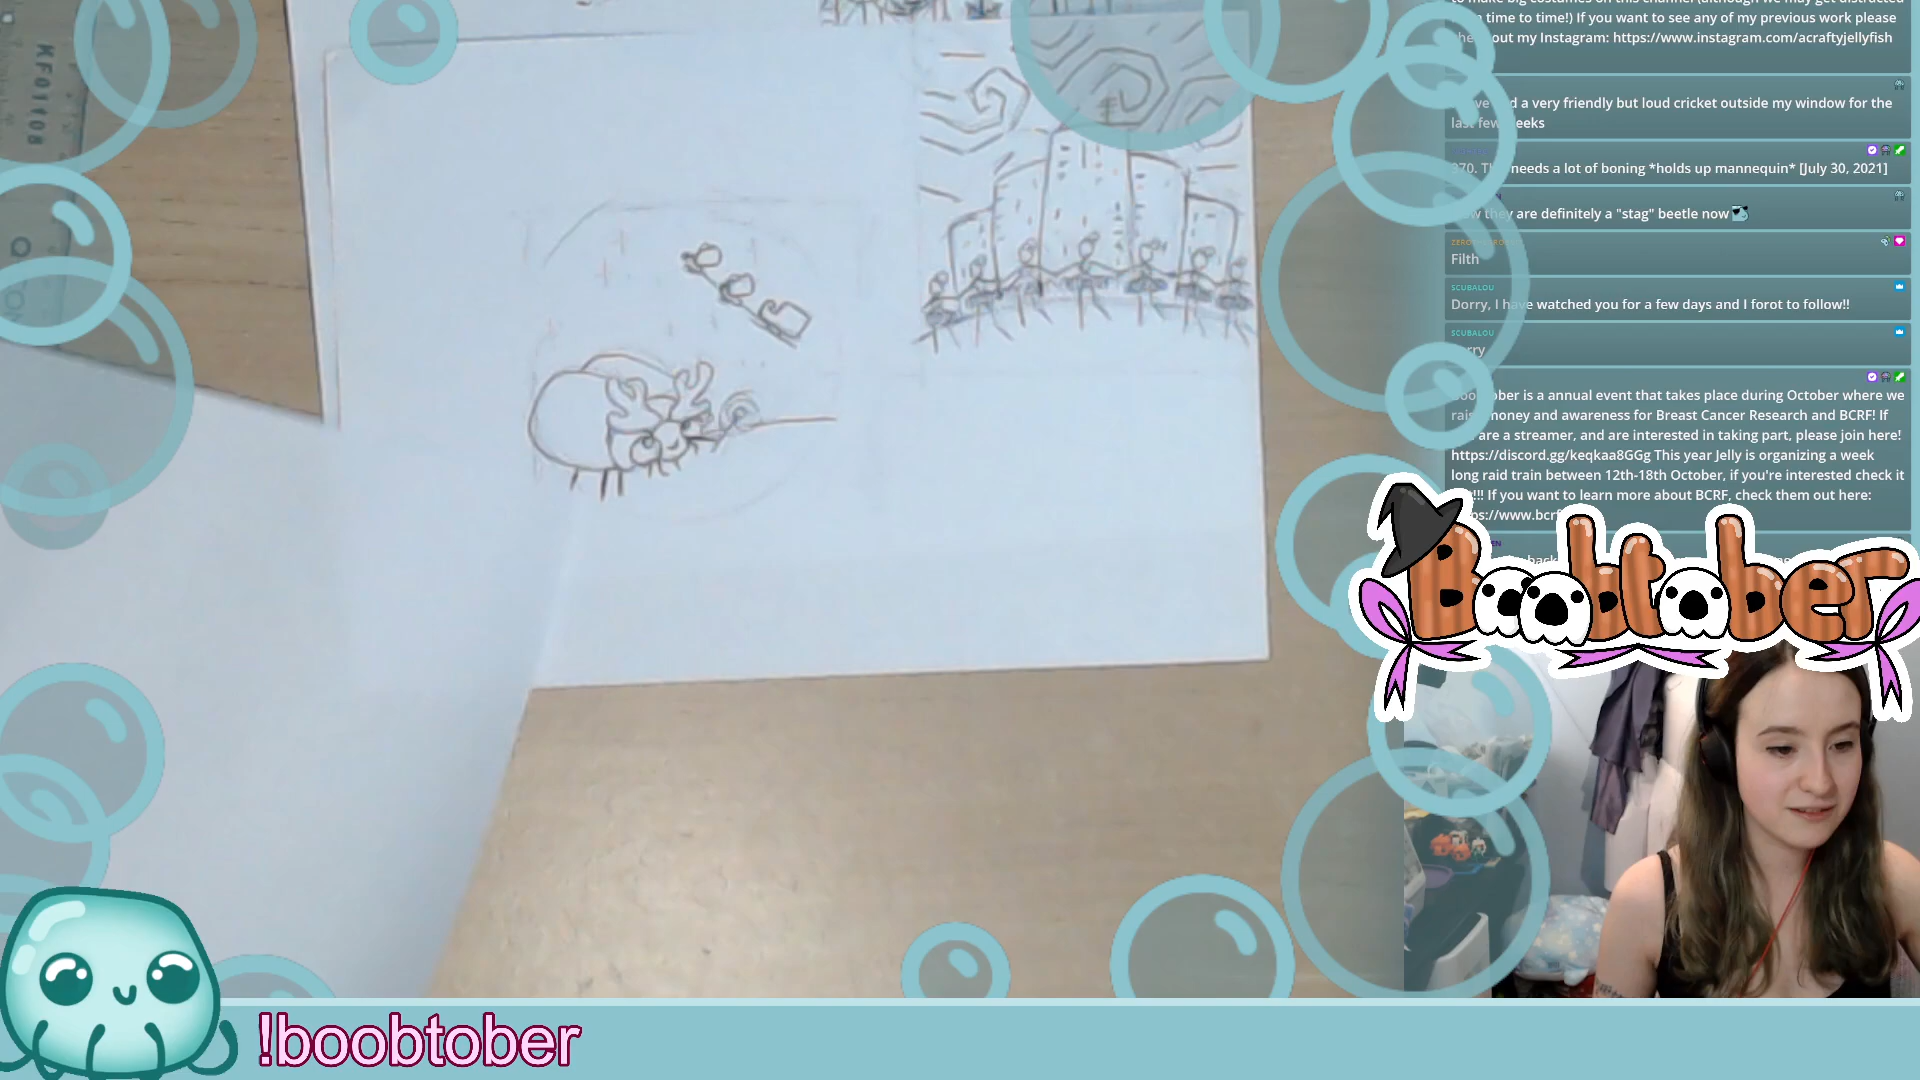 KF01t08
time to time!) If you want to see any of my previous work please
out my Instagram: https://www.instagram.com/acraftyjellyfish
a very friendly but loud cricket outside my window for the
last few weeks
970. needs a lot of boning *holds up mannequin* [July 30, 2021]
they are definitely a "stag" beetle now
Filth
SCUBALOU
Dorry, I have watched you for a few days and I forot to follow!!
SCUBALOU
is a annual event that takes place during October where we
money and awareness for Breast Cancer Research and BCRF! If
are a streamer, and are interested in taking part, please join here!
https://discord.gg/keqkaa8GGg This year Jelly is organizing a week
long raid train between 12th-18th October, if you're interested check it
!!! If you want to learn more about BCRF, check them out here:
Boobtober
!boobtober